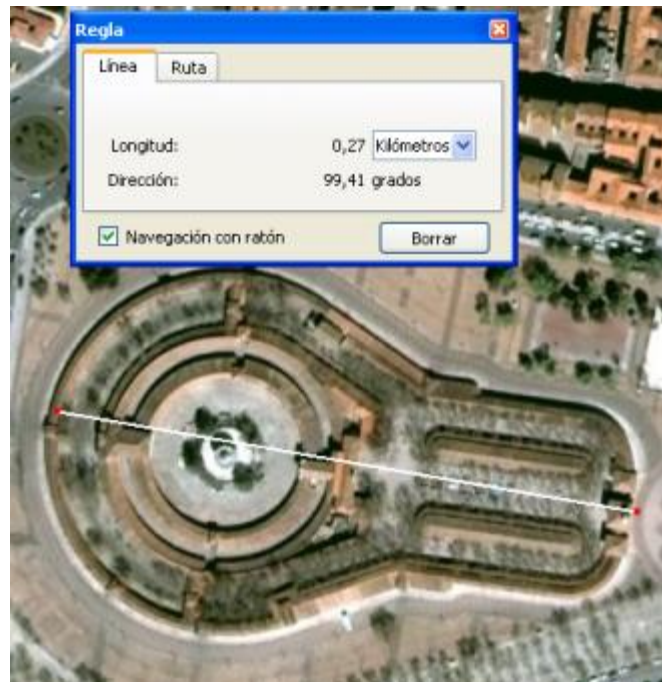 Regla
Línea Ruta
Longitud: 0,27 Kilómetros
Dirección: 99,41 grados
Navegación con ratón Borrar